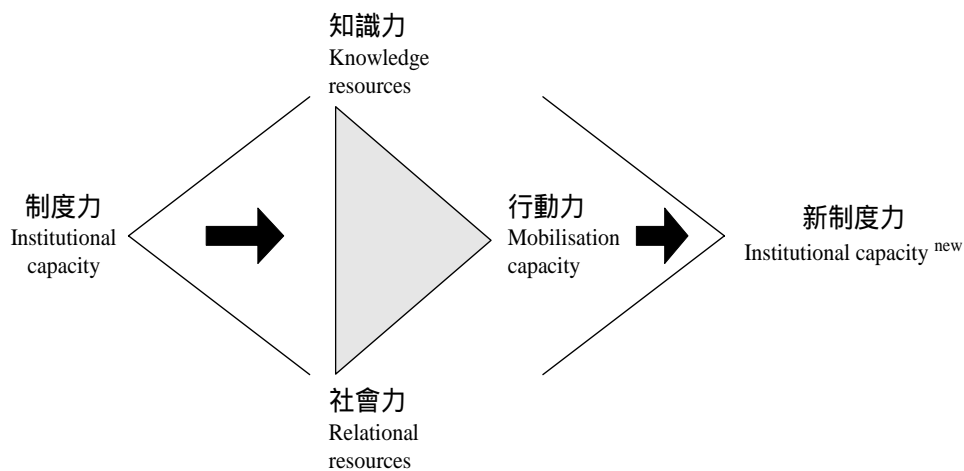 知識力
Knowledge
resources
制度力
Institutional
capacity
行動力
Mobilisation
capacity
新制度力
Institutional capacity new
社會力
Relational
resources